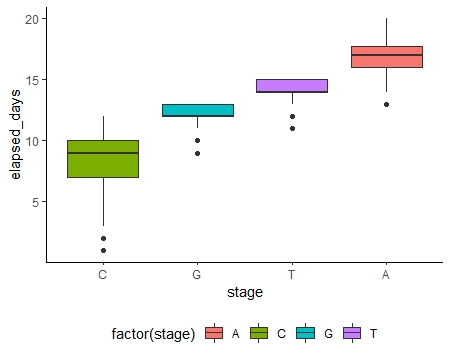 20
15
10
5
elapsed_days
C G T A
stage
factor(stage) A C G T